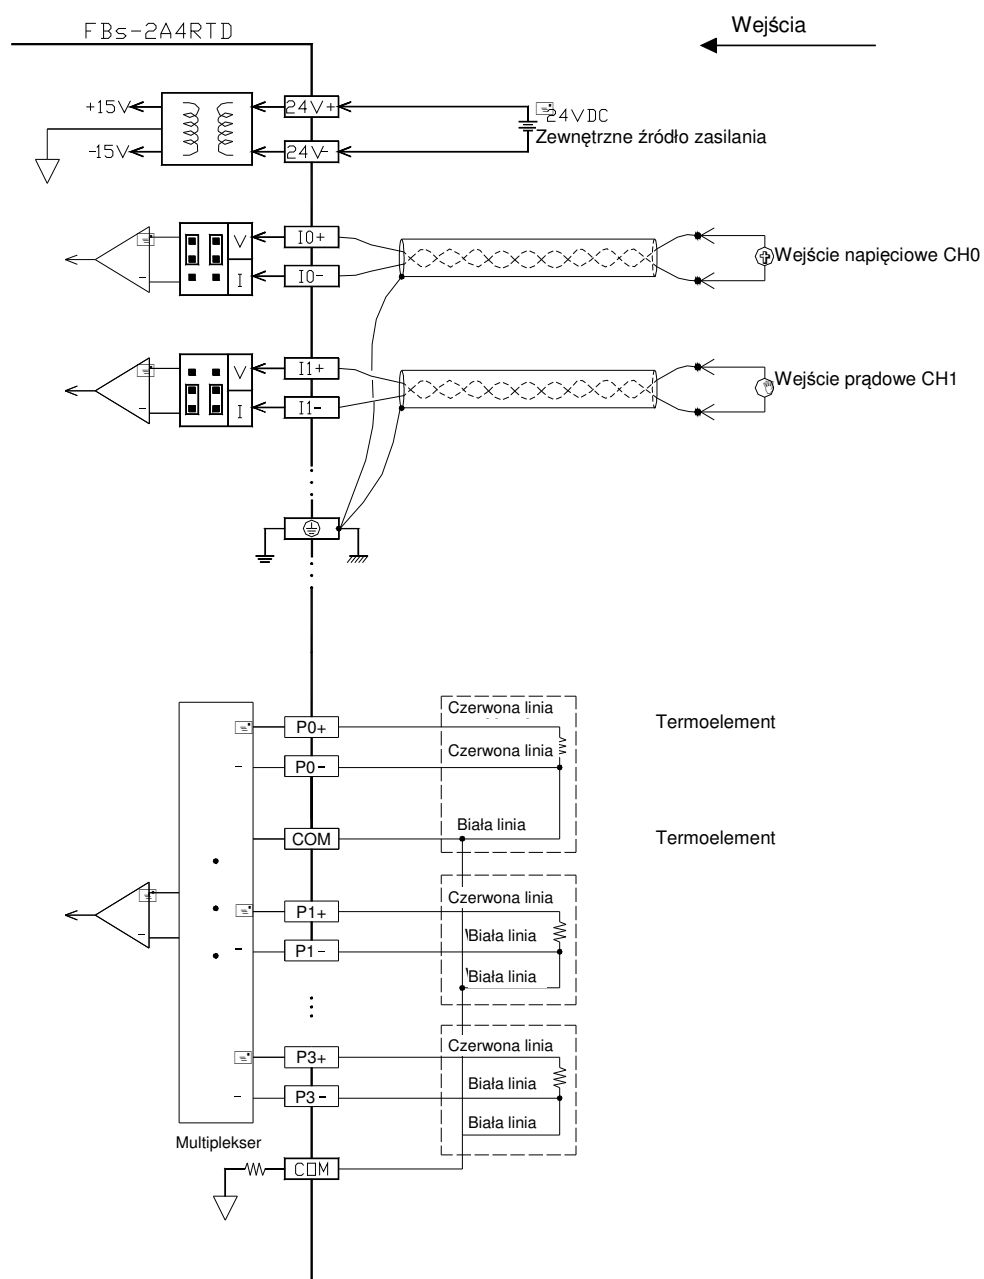 FBs-2A4RTD
Wejścia
+15V
24V+
24VDC
Zewnętrzne źródło zasilania
-15V
24V-
V
I0+
I
I0-
Wejście napięciowe CH0
V
I1+
I
I1-
Wejście prądowe CH1
Czerwona linia
P0+
Termoelement
Czerwona linia
P0-
Biała linia
COM
Termoelement
Czerwona linia
P1+
Biała linia
P1-
Biała linia
Czerwona linia
P3+
Biała linia
P3-
Biała linia
Multiplekser
COM